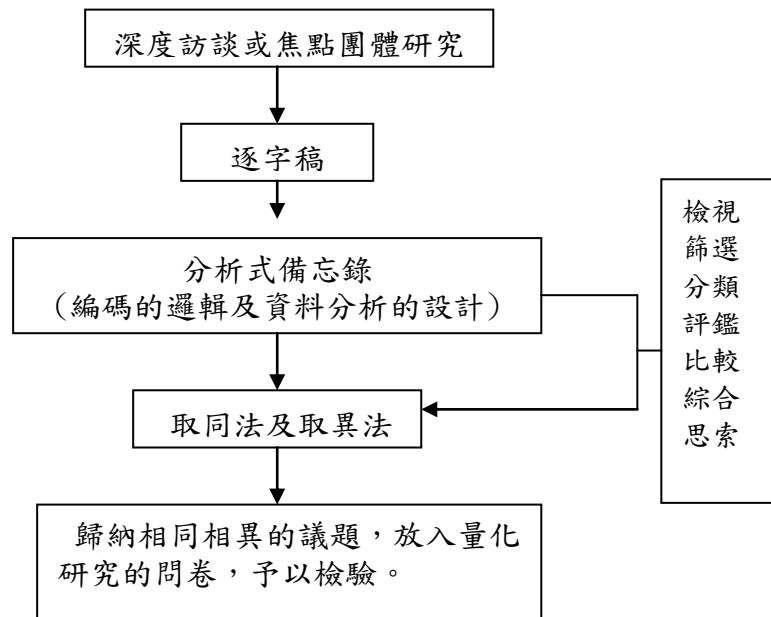 深度訪談或焦點團體研究
逐字稿
分析式備忘錄
（編碼的邏輯及資料分析的設計）
檢視
篩選
分類
評鑑
比較
綜合
思索
取同法及取異法
歸納相同相異的議題，放入量化
研究的問卷，予以檢驗。